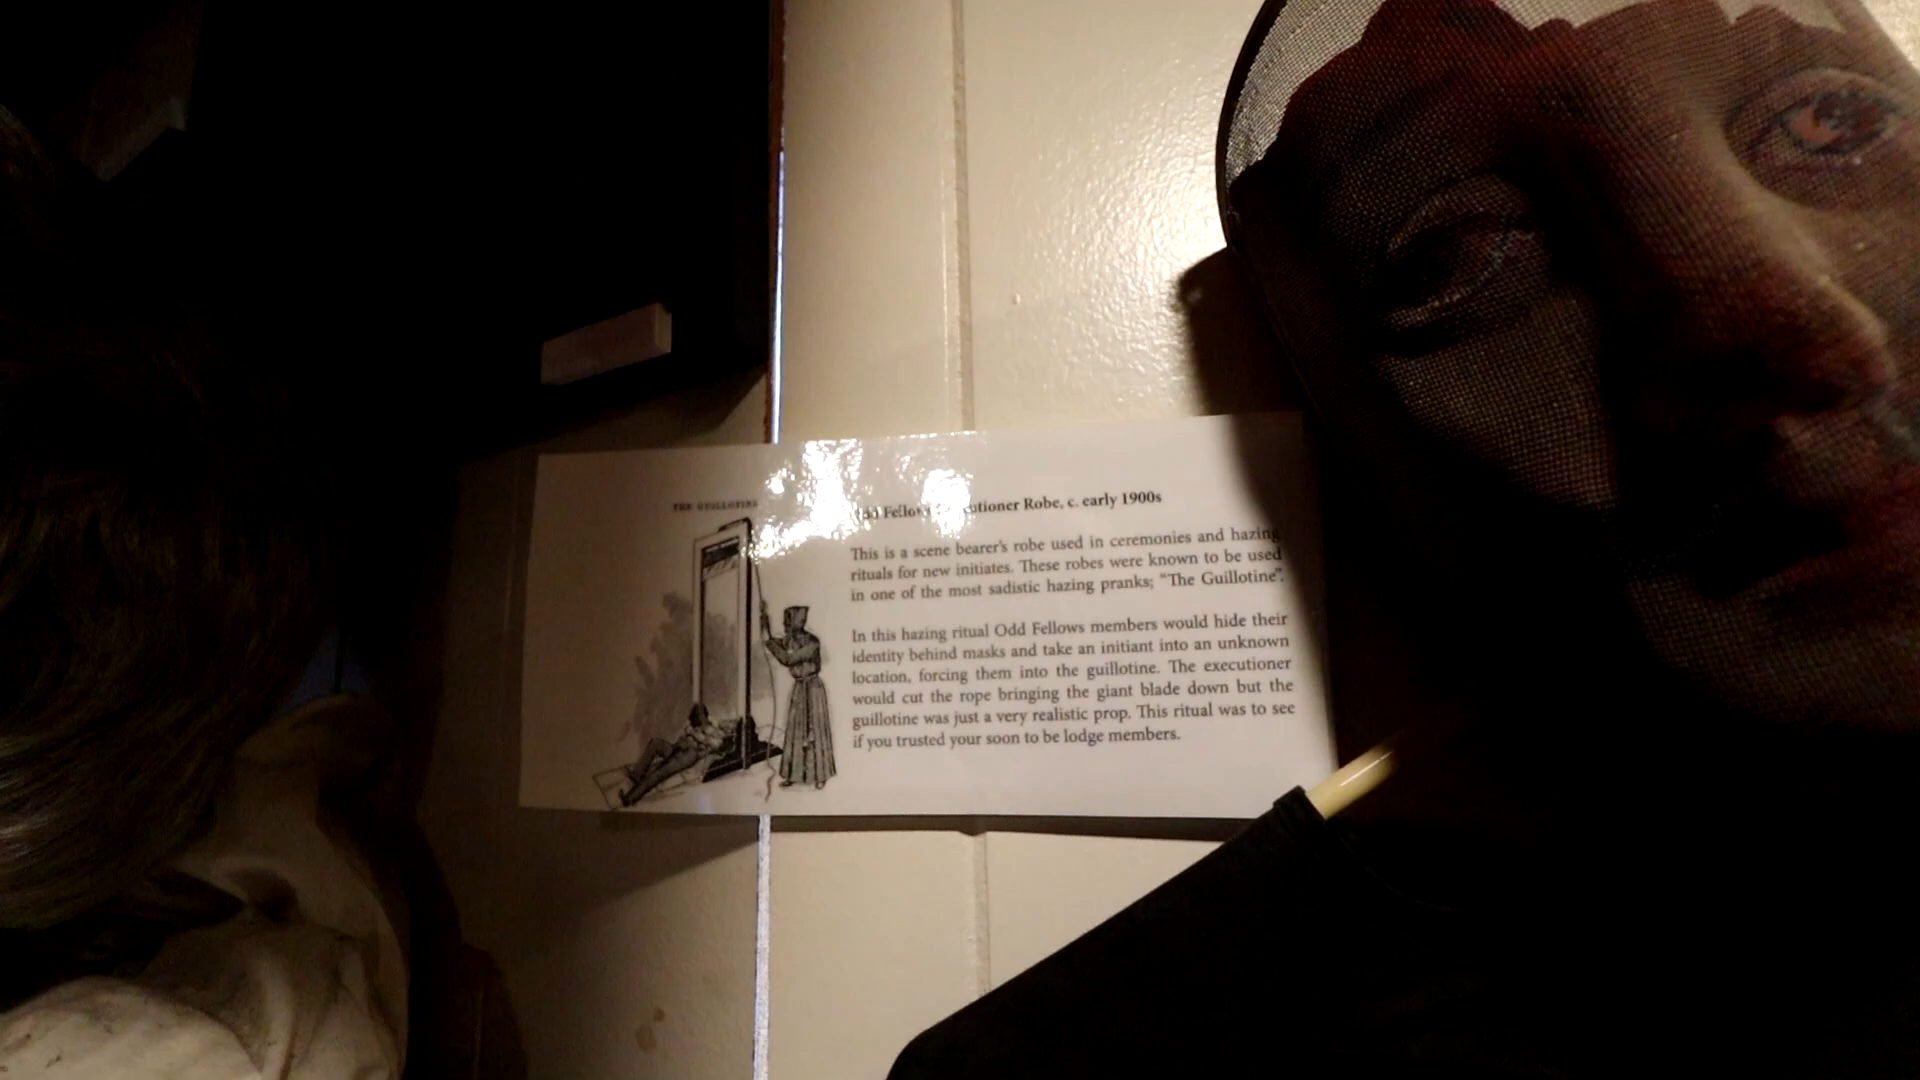 THE GUILLOTINE
Odd Fellows Executioner Robe, c. early 1900s
This is a scene bearer's robe used in ceremonies and hazing
rituals for new initiates. These robes were known to be used
in one of the most sadistic hazing pranks; "The Guillotine".
In this hazing ritual Odd Fellows members would hide their
identity behind masks and take an initiant into an unknown
location, forcing them into the guillotine. The executioner
would cut the rope bringing the giant blade down but the
guillotine was just a very realistic prop. This ritual was to see
if you trusted your soon to be lodge members.